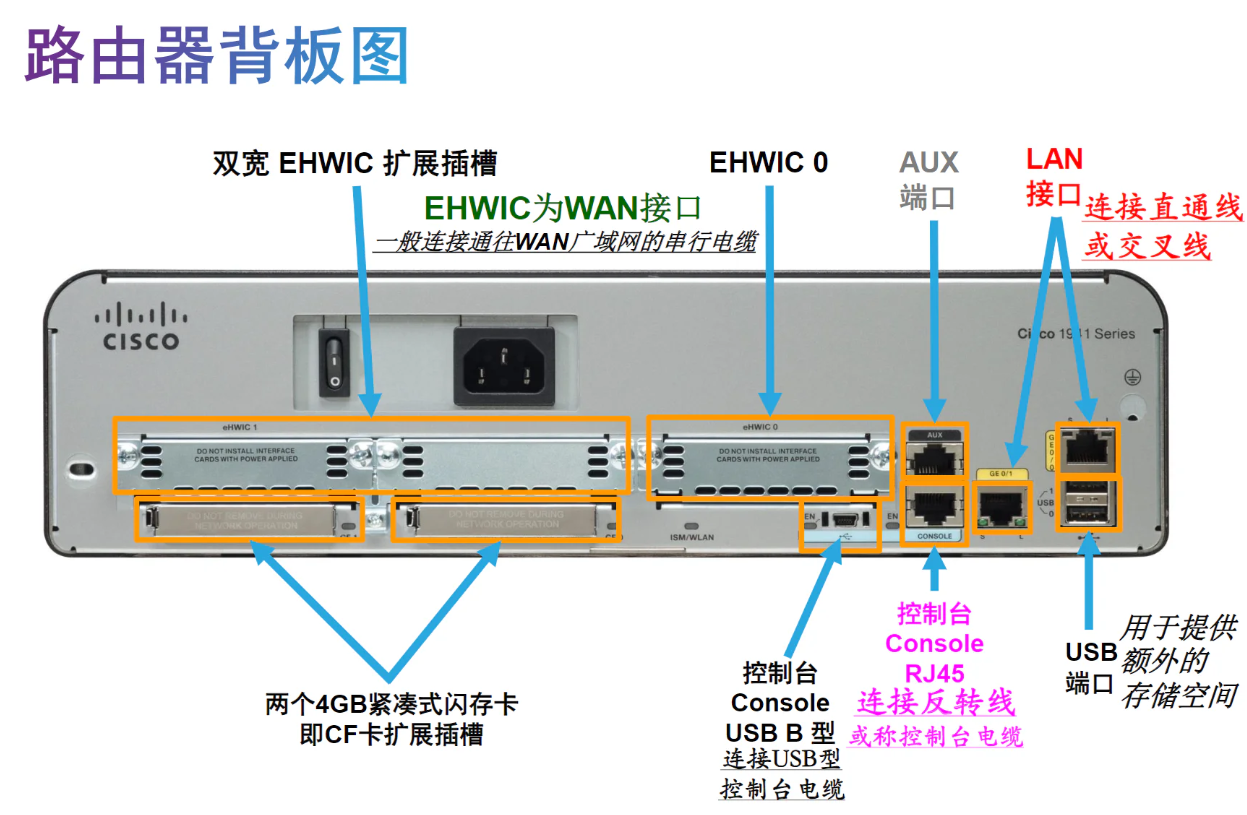 路由器背板图
双宽 EHWIC 扩展插槽
EHWIC为WAN接口
一般连接通往WAN广域网的串行电缆
EHWIC 0
AUX
端口
LAN
接口
连接直通线
或交叉线
CISCO
Cisco 1941 Series
eHWIC 1
DO NOT INSTALL INTERFACE
CARDS WITH POWER APPLIED
eHWIC 0
DO NOT INSTALL INTERFACE
CARDS WITH POWER APPLIED
AUX
S L
GE0/0
GE 0/1
1
USB
0
DO NOT REMOVE DURING
NETWORK OPERATION
DO NOT REMOVE DURING
NETWORK OPERATION
ISM/WLAN
EN
EN
CONSOLE
S L
两个4GB紧凑式闪存卡
即CF卡扩展插槽
控制台
Console
USB B 型
连接USB型
控制台电缆
控制台
Console
RJ45
连接反转线
或称控制台电缆
USB
端口
用于提供
额外的
存储空间